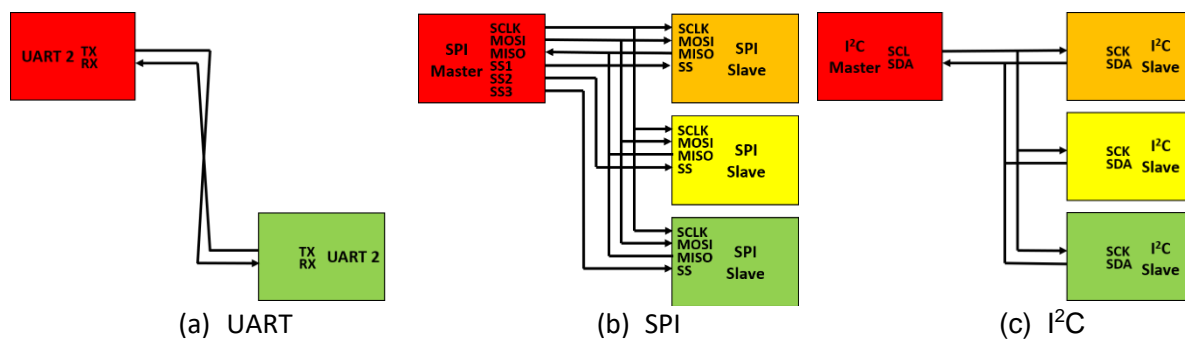 UART 2 TX
RX
TX
RX UART 2
(a) UART
SPI
Master
SCLK
MOSI
MISO
SS1
SS2
SS3
SCLK
MOSI
MISO
SS
SPI
Slave
SCLK
MOSI
MISO
SS
SPI
Slave
SCLK
MOSI
MISO
SS
SPI
Slave
(b) SPI
I²C
Master
SCL
SDA
SCK
SDA
I²C
Slave
SCK
SDA
I²C
Slave
SCK
SDA
I²C
Slave
(c) I²C